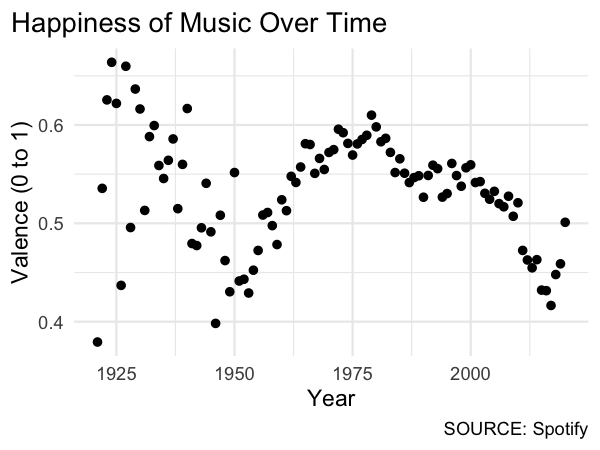 Happiness of Music Over Time
Valence (0 to 1)
0.6
0.5
0.4
1925 1950 1975 2000
Year
SOURCE: Spotify